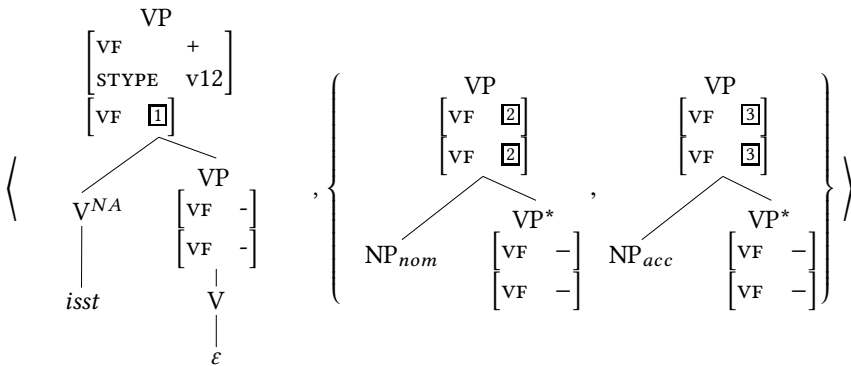 VP
[VF +
STYPE v12]
[VF 1]
VP
[VF 2]
[VF 2]
VP
[VF 3]
[VF 3]
⟨ , { , } ⟩
V^NA
VP
[VF -]
[VF -]
NP_nom
VP*
[VF −]
[VF −]
NP_acc
VP*
[VF −]
[VF −]
isst
V
ε